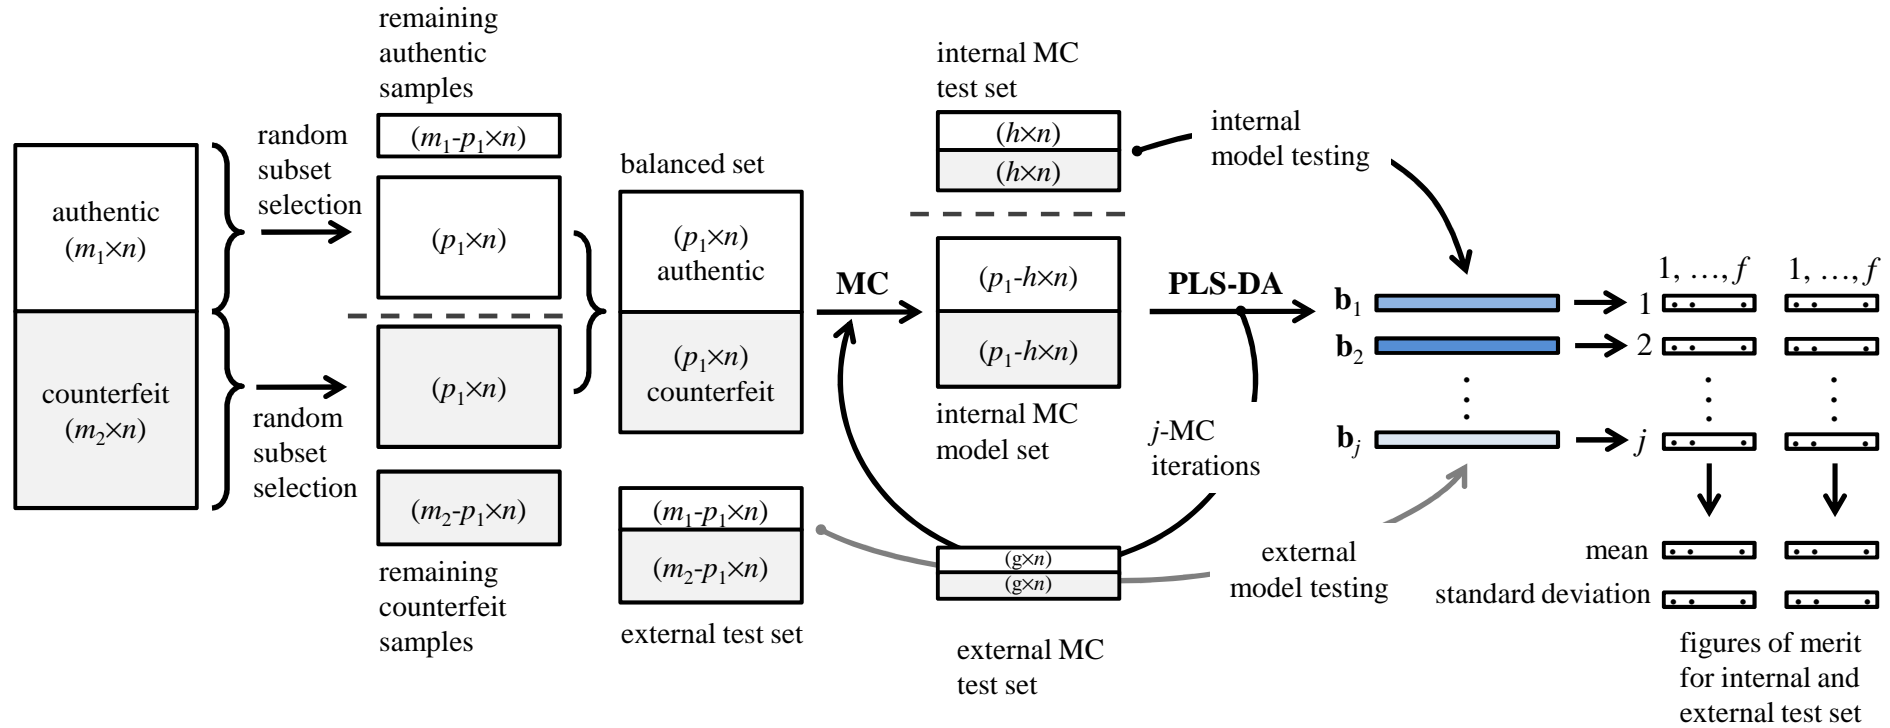 authentic
(m₁×n)
counterfeit
(m₂×n)
random
subset
selection
random
subset
selection
remaining
authentic
samples
(m₁-p₁×n)
(p₁×n)
(p₁×n)
(m₂-p₁×n)
remaining
counterfeit
samples
balanced set
(p₁×n)
authentic
(p₁×n)
counterfeit
(m₁-p₁×n)
(m₂-p₁×n)
external test set
MC
internal MC
test set
(h×n)
(h×n)
(p₁-h×n)
(p₁-h×n)
internal MC
model set
(g×n)
(g×n)
external MC
test set
PLS-DA
j-MC
iterations
internal
model testing
external
model testing
b₁
b₂
⋮
bⱼ
1, …, f 1, …, f
1
2
⋮ ⋮
j
mean
standard deviation
figures of merit
for internal and
external test set